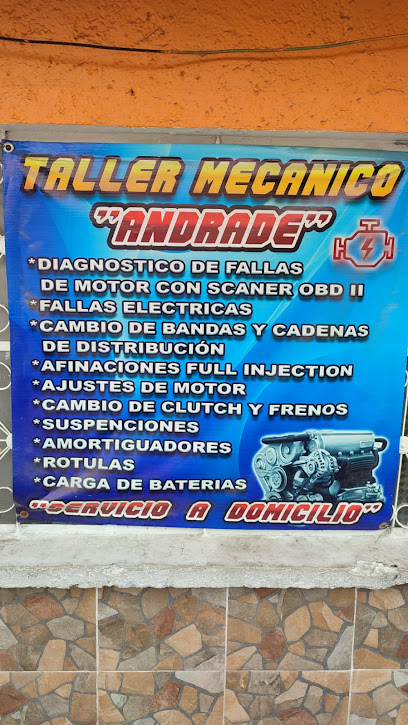 TALLER MECANICO
"ANDRADE"
*DIAGNOSTICO DE FALLAS
DE MOTOR CON SCANER OBD II
*FALLAS ELECTRICAS
*CAMBIO DE BANDAS Y CADENAS
DE DISTRIBUCIÓN
*AFINACIONES FULL INJECTION
*AJUSTES DE MOTOR
*CAMBIO DE CLUTCH Y FRENOS
*SUSPENCIONES
*AMORTIGUADORES
*ROTULAS
*CARGA DE BATERIAS
"SERVICIO A DOMICILIO"